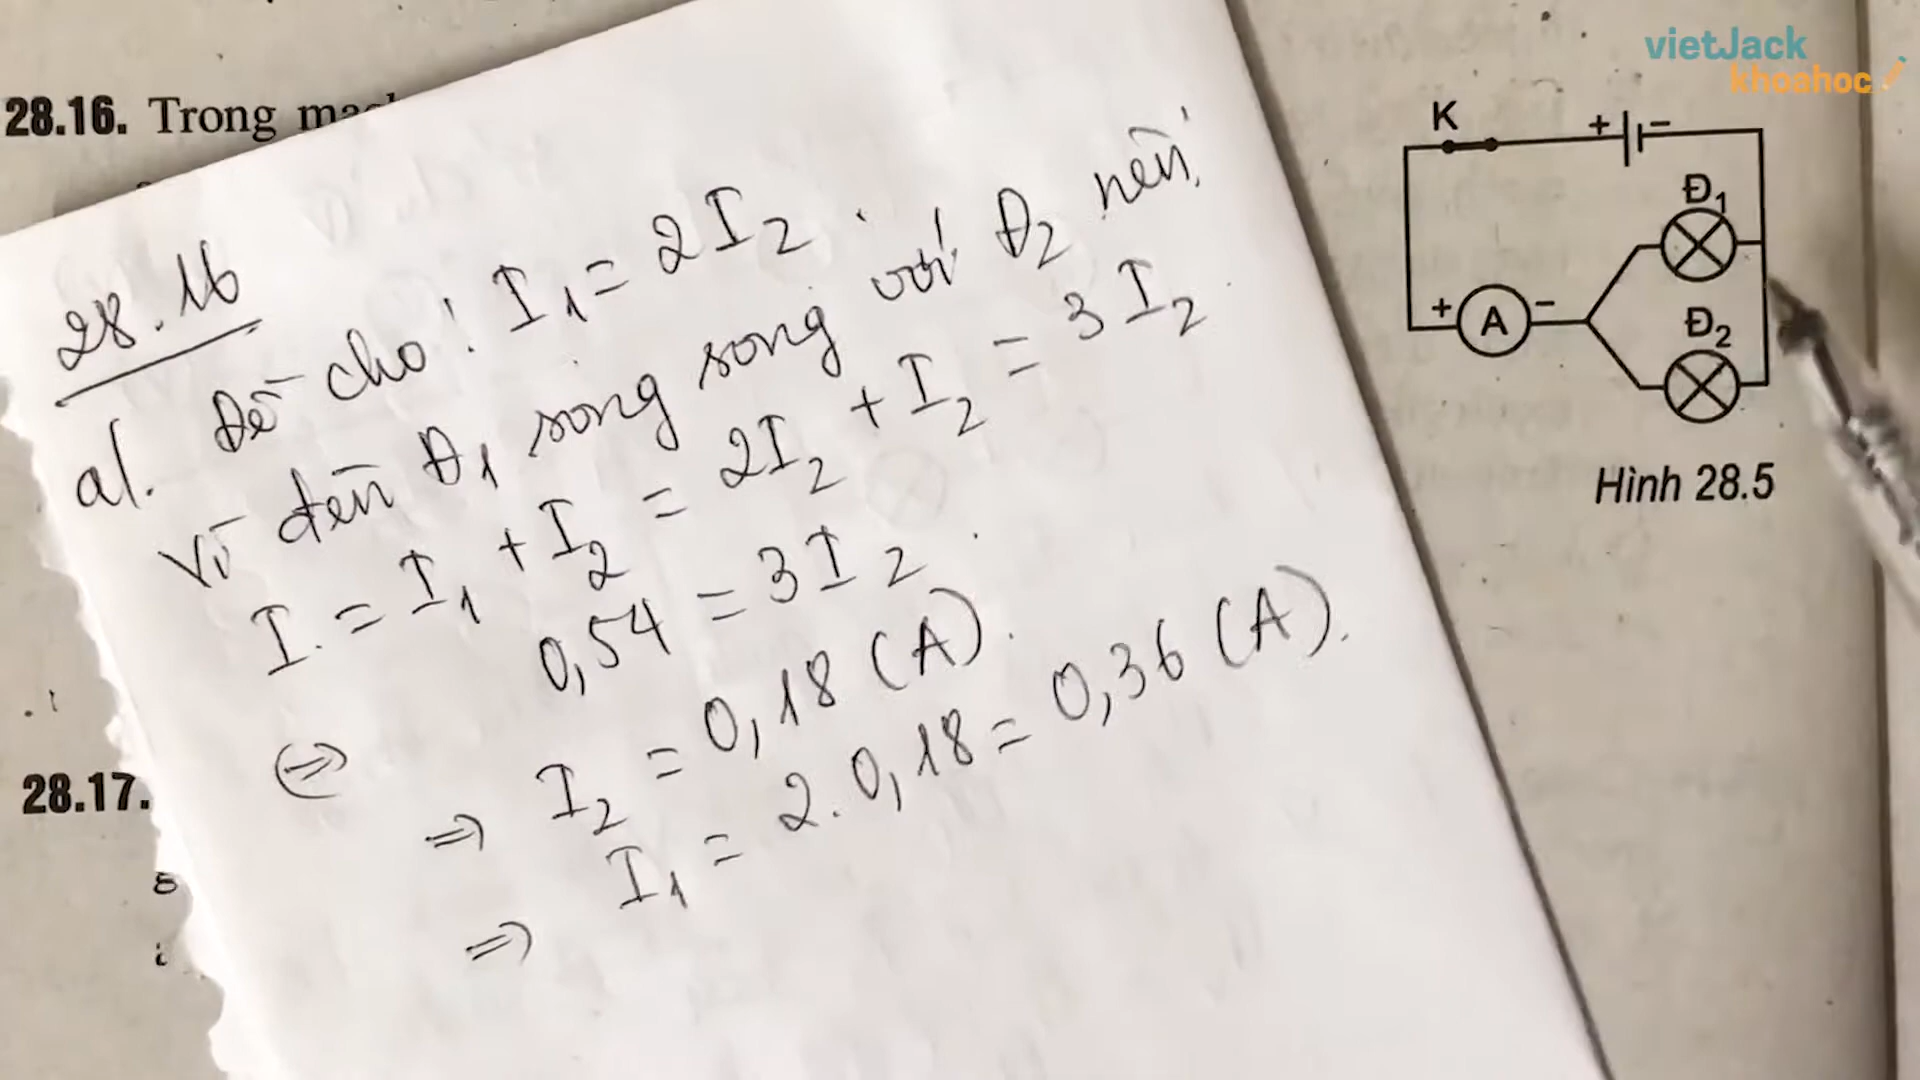 vietJack
khoahoc
28.16. Trong
28.16
a/. Đề cho: I₁ = 2I₂.
Vì đèn Đ₁ song song với Đ₂ nên:
I = I₁ + I₂ = 2I₂ + I₂ = 3I₂.
(⇒) 0,54 = 3I₂.
⇒ I₂ = 0,18 (A).
⇒ I₁ = 2.0,18 = 0,36 (A).
28.17.
K
+ −
Đ₁
+ A −
Đ₂
Hình 28.5